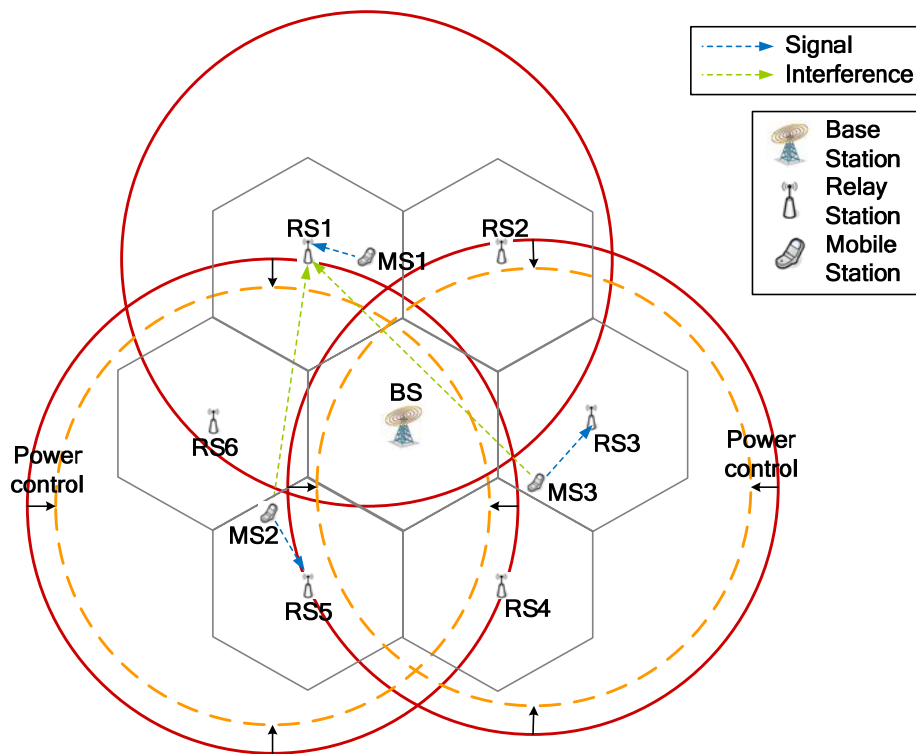 Signal
Interference
Base
Station
Relay
Station
Mobile
Station
RS1
RS2
MS1
BS
RS6
RS3
Power
control
Power
control
MS3
MS2
RS5
RS4